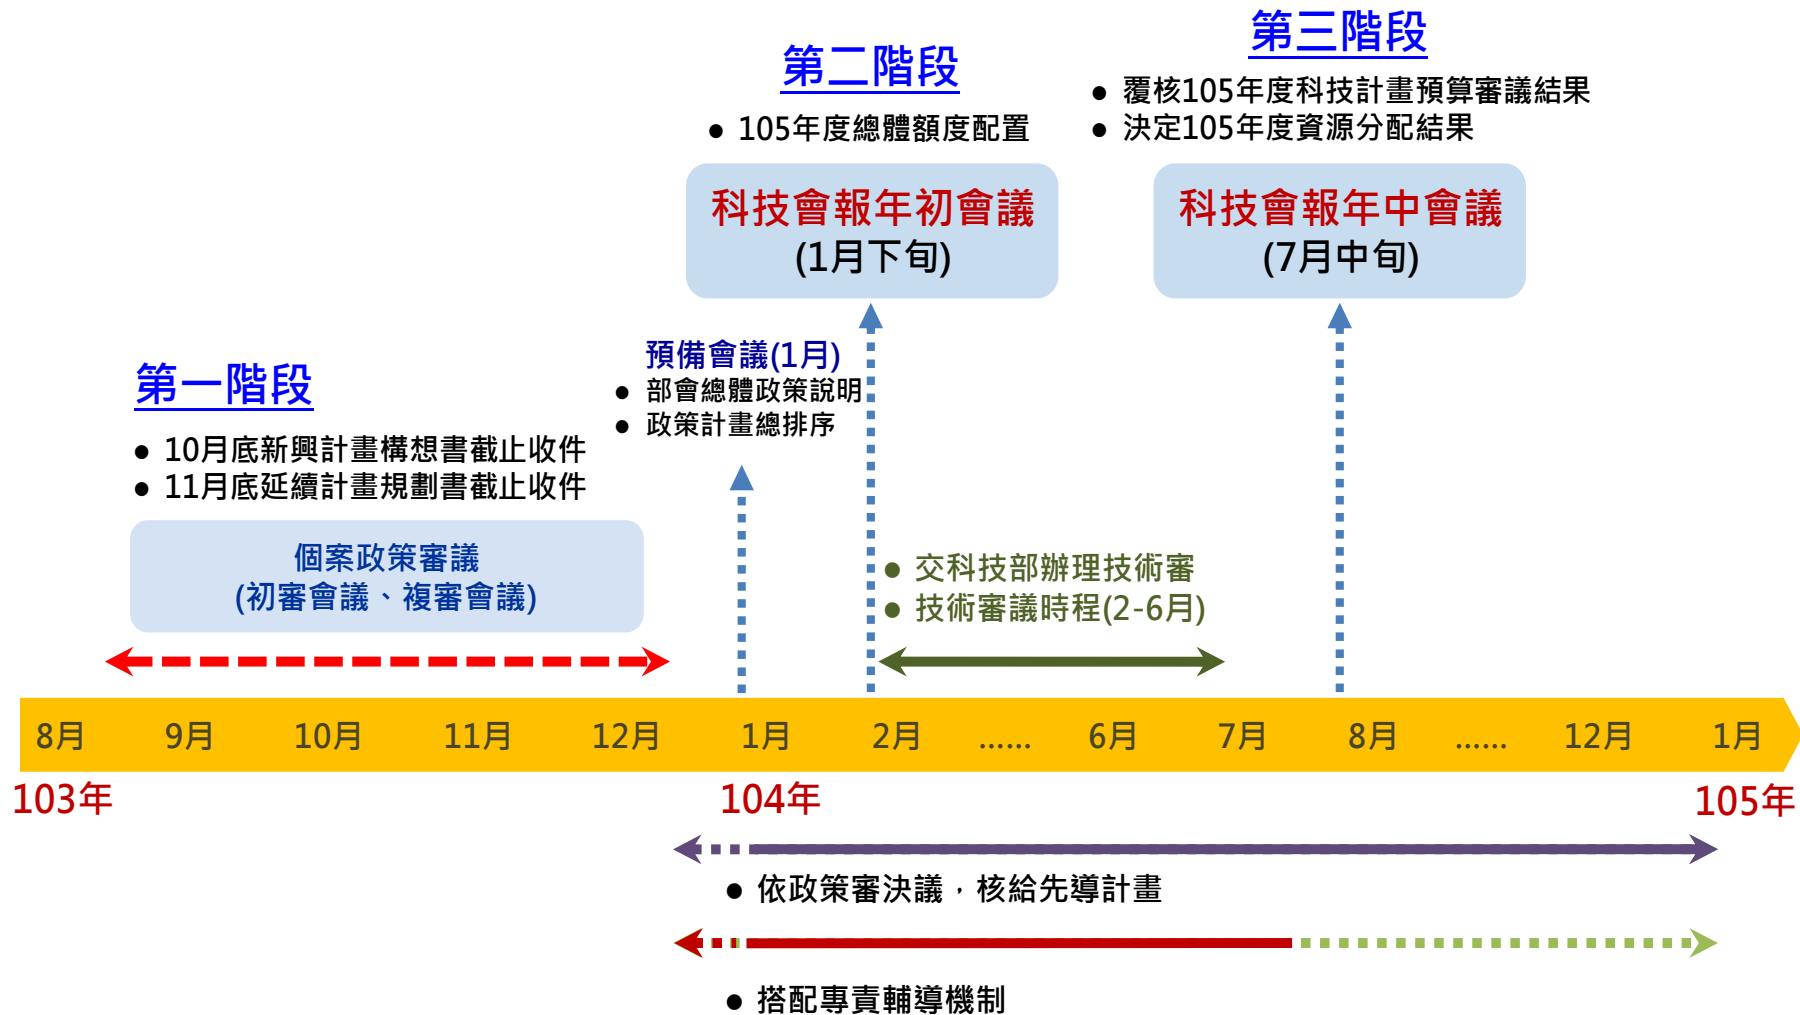 第三階段
● 覆核105年度科技計畫預算審議結果
● 決定105年度資源分配結果
第二階段
● 105年度總體額度配置
科技會報年初會議
(1月下旬)
科技會報年中會議
(7月中旬)
預備會議(1月)
● 部會總體政策說明
● 政策計畫總排序
第一階段
● 10月底新興計畫構想書截止收件
● 11月底延續計畫規劃書截止收件
個案政策審議
(初審會議、複審會議)
● 交科技部辦理技術審
● 技術審議時程(2-6月)
8月 9月 10月 11月 12月 1月 2月 …… 6月 7月 8月 …… 12月 1月
103年 104年 105年
● 依政策審決議，核給先導計畫
● 搭配專責輔導機制